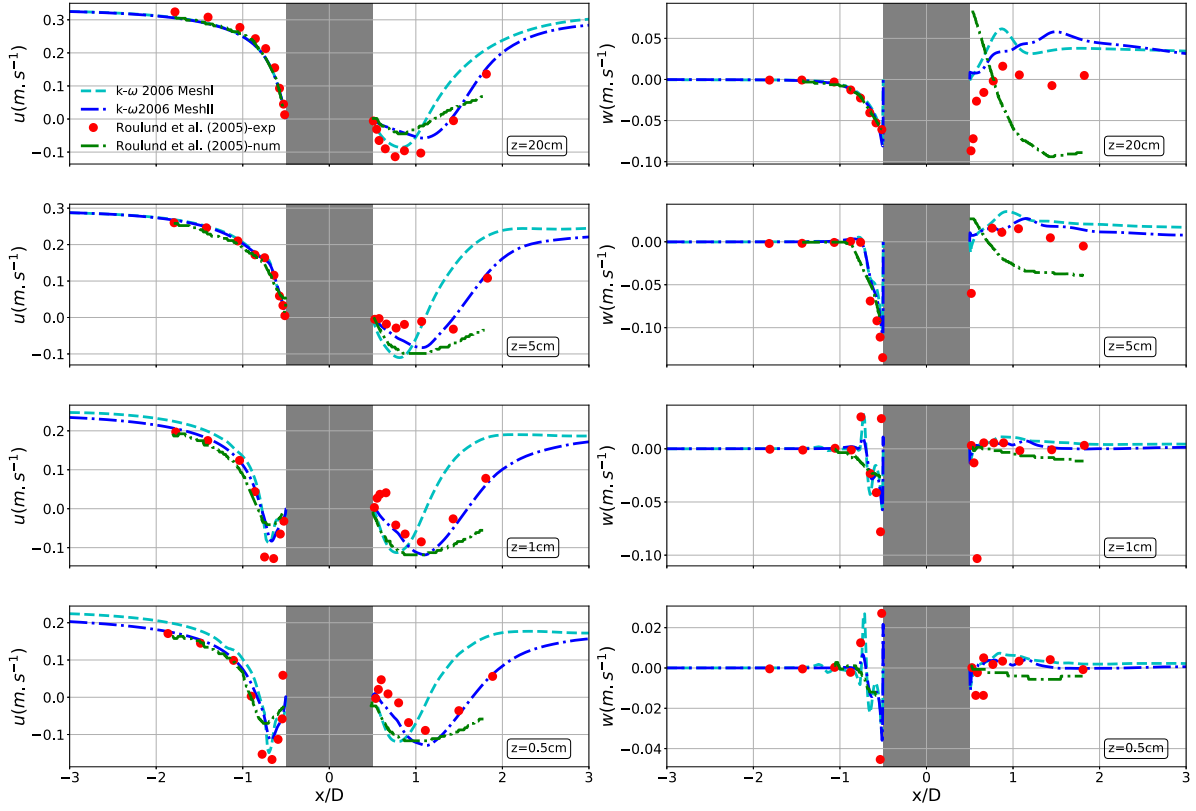 0.3
0.2
0.1
0.0
−0.1
u(m.s⁻¹)
k-ω 2006 MeshI
k-ω2006 MeshII
Roulund et al. (2005)-exp
Roulund et al. (2005)-num
z=20cm
0.05
0.00
−0.05
−0.10
w(m.s⁻¹)
z=20cm
0.2
0.1
0.0
−0.1
u(m.s⁻¹)
z=5cm
0.00
−0.05
−0.10
w(m.s⁻¹)
z=5cm
0.2
0.1
0.0
−0.1
u(m.s⁻¹)
z=1cm
0.00
−0.05
−0.10
w(m.s⁻¹)
z=1cm
0.2
0.1
0.0
−0.1
u(m.s⁻¹)
z=0.5cm
−3 −2 −1 0 1 2 3
x/D
0.02
0.00
−0.02
−0.04
w(m.s⁻¹)
z=0.5cm
−3 −2 −1 0 1 2 3
x/D